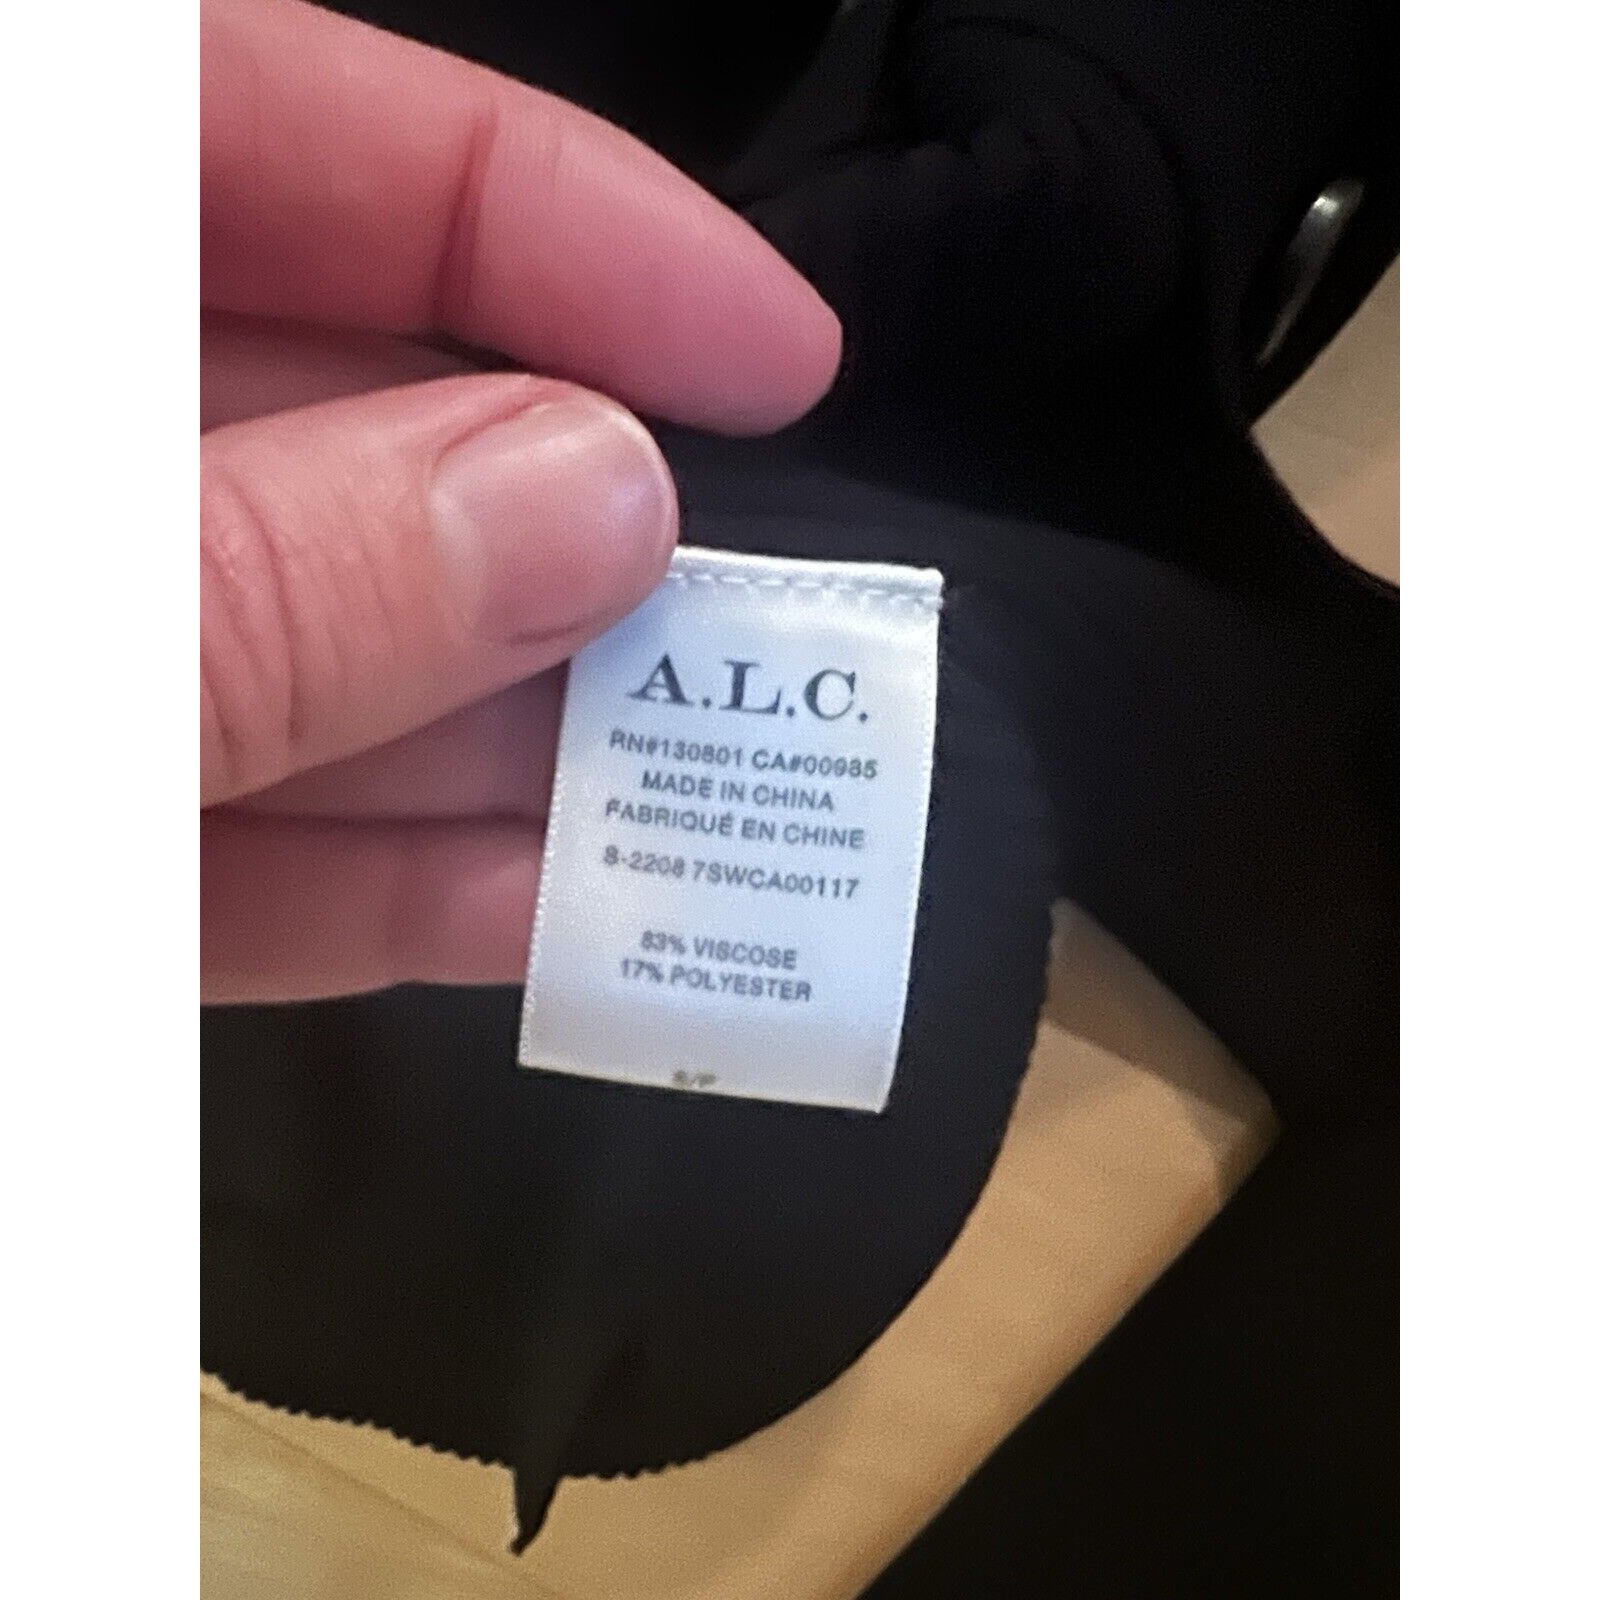 A.L.C.
RN#130801 CA#00985
MADE IN CHINA
FABRIQUÉ EN CHINE
S-2208 7SWCA00117
83% VISCOSE
17% POLYESTER
S/P